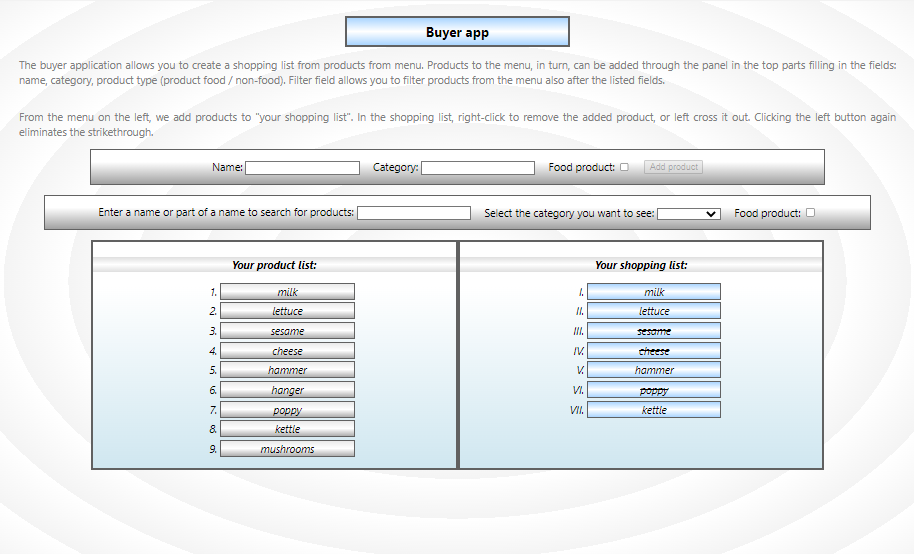 Buyer app
The buyer application allows you to create a shopping list from products from menu. Products to the menu, in turn, can be added through the panel in the top parts filling in the fields:
name, category, product type (product food / non-food). Filter field allows you to filter products from the menu also after the listed fields.
From the menu on the left, we add products to "your shopping list". In the shopping list, right-click to remove the added product, or left cross it out. Clicking the left button again
eliminates the strikethrough.
Name: Category: Food product: Add product
Enter a name or part of a name to search for products: Select the category you want to see: Food product:
Your product list:
1. milk
2. lettuce
3. sesame
4. cheese
5. hammer
6. hanger
7. poppy
8. kettle
9. mushrooms
Your shopping list:
I. milk
II. lettuce
III. sesame
IV. cheese
V. hammer
VI. poppy
VII. kettle